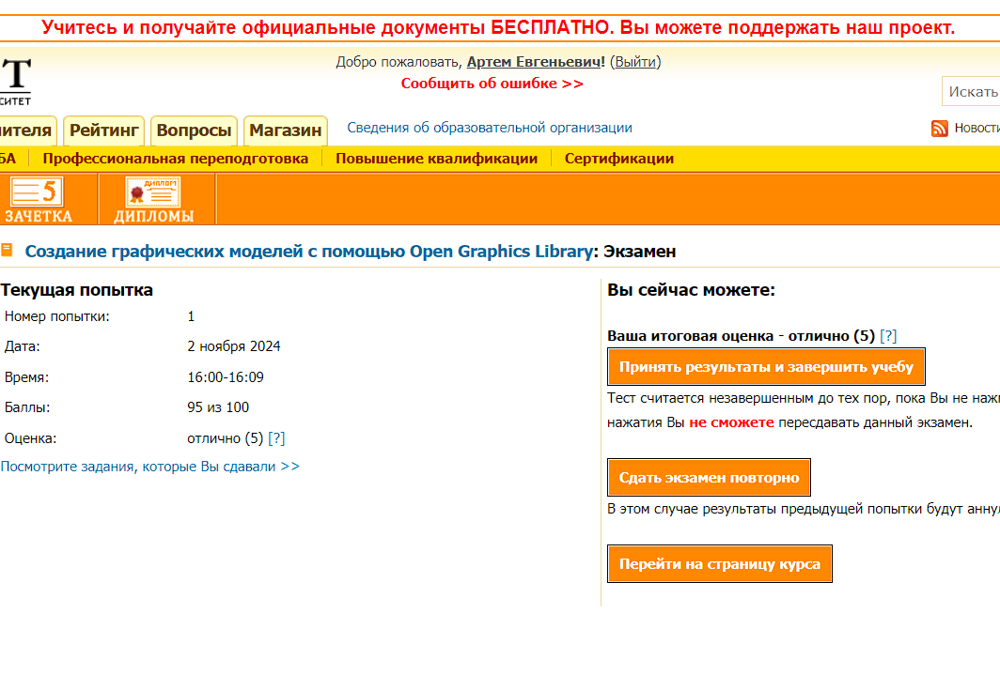 Учитесь и получайте официальные документы БЕСПЛАТНО. Вы можете поддержать наш проект.
Добро пожаловать, Артем Евгеньевич! (Выйти)
Т
СИТЕТ
Сообщить об ошибке >>
Искать
ителя
Рейтинг
Вопросы
Магазин
Сведения об образовательной организации
Новости
БА
Профессиональная переподготовка
Повышение квалификации
Сертификации
5
ЗАЧЕТКА
ДИПЛОМ
ДИПЛОМЫ
Создание графических моделей с помощью Open Graphics Library: Экзамен
Текущая попытка
Номер попытки: 1
Дата: 2 ноября 2024
Время: 16:00-16:09
Баллы: 95 из 100
Оценка: отлично (5) [?]
Посмотрите задания, которые Вы сдавали >>
Вы сейчас можете:
Ваша итоговая оценка - отлично (5) [?]
Принять результаты и завершить учебу
Тест считается незавершенным до тех пор, пока Вы не наж
нажатия Вы не сможете пересдавать данный экзамен.
Сдать экзамен повторно
В этом случае результаты предыдущей попытки будут анну
Перейти на страницу курса